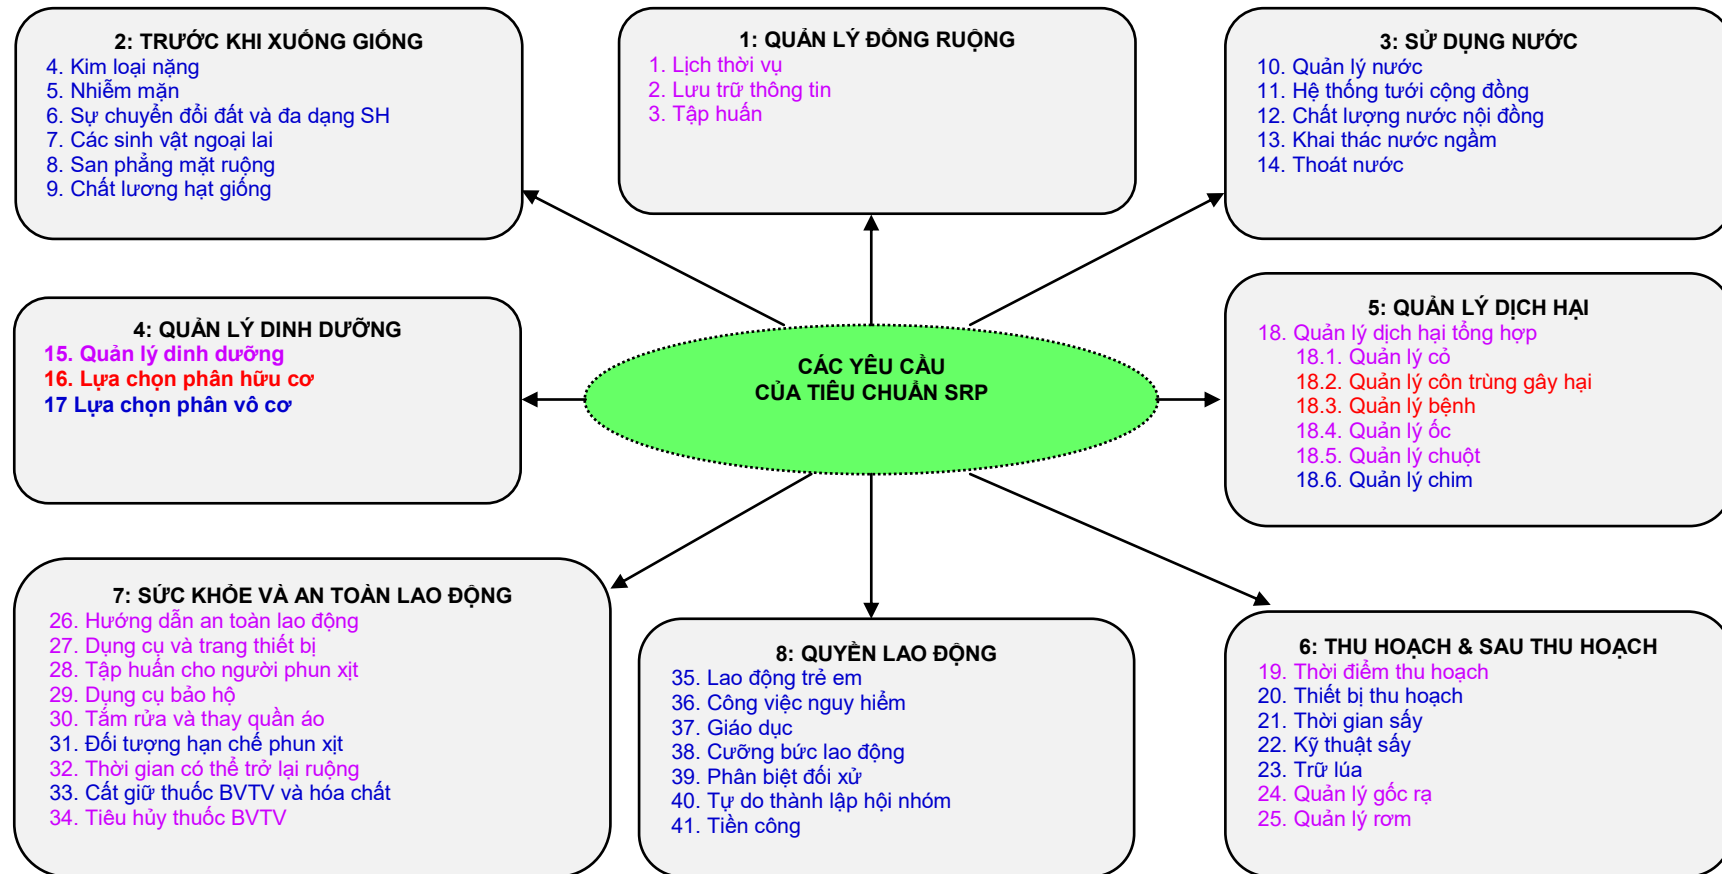 2: TRƯỚC KHI XUỐNG GIỐNG
4. Kim loại nặng
5. Nhiễm mặn
6. Sự chuyển đổi đất và đa dạng SH
7. Các sinh vật ngoại lai
8. San phẳng mặt ruộng
9. Chất lương hạt giống
1: QUẢN LÝ ĐỒNG RUỘNG
1. Lịch thời vụ
2. Lưu trữ thông tin
3. Tập huấn
3: SỬ DỤNG NƯỚC
10. Quản lý nước
11. Hệ thống tưới cộng đồng
12. Chất lượng nước nội đồng
13. Khai thác nước ngầm
14. Thoát nước
4: QUẢN LÝ DINH DƯỠNG
15. Quản lý dinh dưỡng
16. Lựa chọn phân hữu cơ
17 Lựa chọn phân vô cơ
CÁC YÊU CẦU
CỦA TIÊU CHUẨN SRP
5: QUẢN LÝ DỊCH HẠI
18. Quản lý dịch hại tổng hợp
18.1. Quản lý cỏ
18.2. Quản lý côn trùng gây hại
18.3. Quản lý bệnh
18.4. Quản lý ốc
18.5. Quản lý chuột
18.6. Quản lý chim
7: SỨC KHỎE VÀ AN TOÀN LAO ĐỘNG
26. Hướng dẫn an toàn lao động
27. Dụng cụ và trang thiết bị
28. Tập huấn cho người phun xịt
29. Dụng cụ bảo hộ
30. Tắm rửa và thay quần áo
31. Đối tượng hạn chế phun xịt
32. Thời gian có thể trở lại ruộng
33. Cất giữ thuốc BVTV và hóa chất
34. Tiêu hủy thuốc BVTV
8: QUYỀN LAO ĐỘNG
35. Lao động trẻ em
36. Công việc nguy hiểm
37. Giáo dục
38. Cưỡng bức lao động
39. Phân biệt đối xử
40. Tự do thành lập hội nhóm
41. Tiền công
6: THU HOẠCH & SAU THU HOẠCH
19. Thời điểm thu hoạch
20. Thiết bị thu hoạch
21. Thời gian sấy
22. Kỹ thuật sấy
23. Trữ lúa
24. Quản lý gốc rạ
25. Quản lý rơm